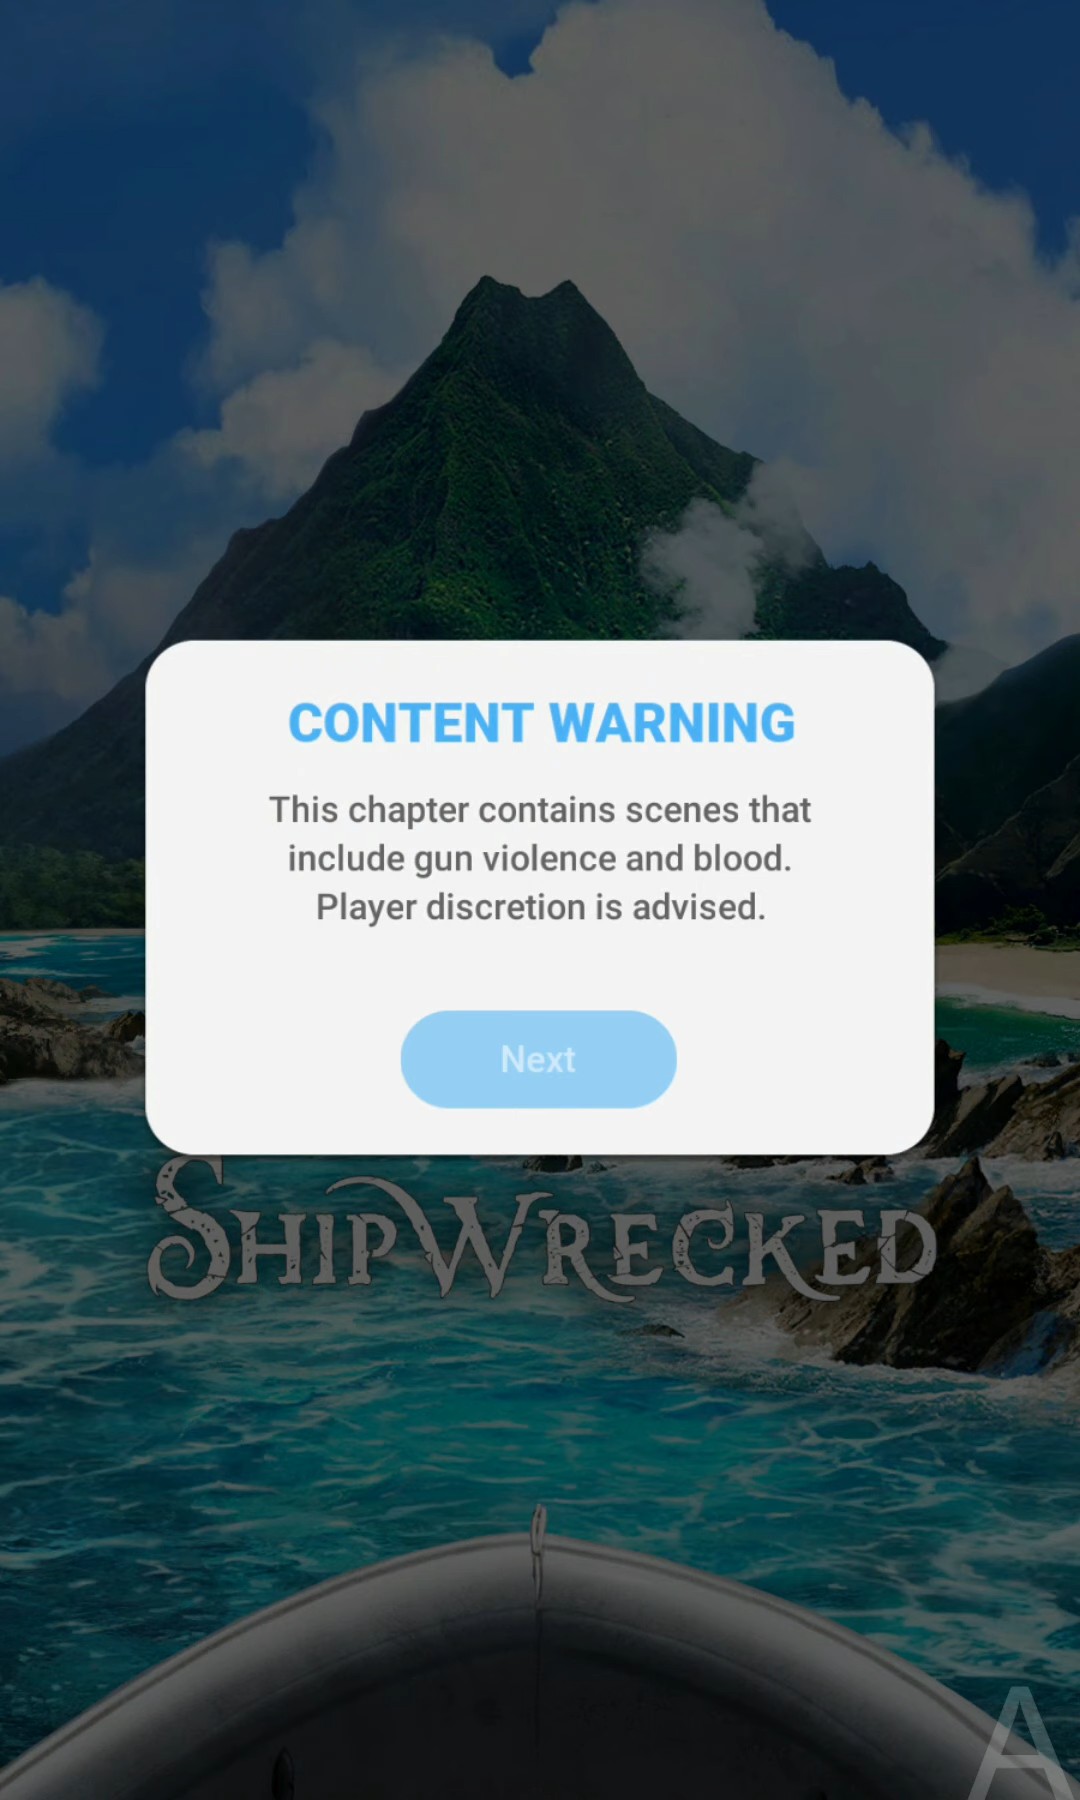 CONTENT WARNING
This chapter contains scenes that
include gun violence and blood.
Player discretion is advised.
Next
SHIPWRECKED
A